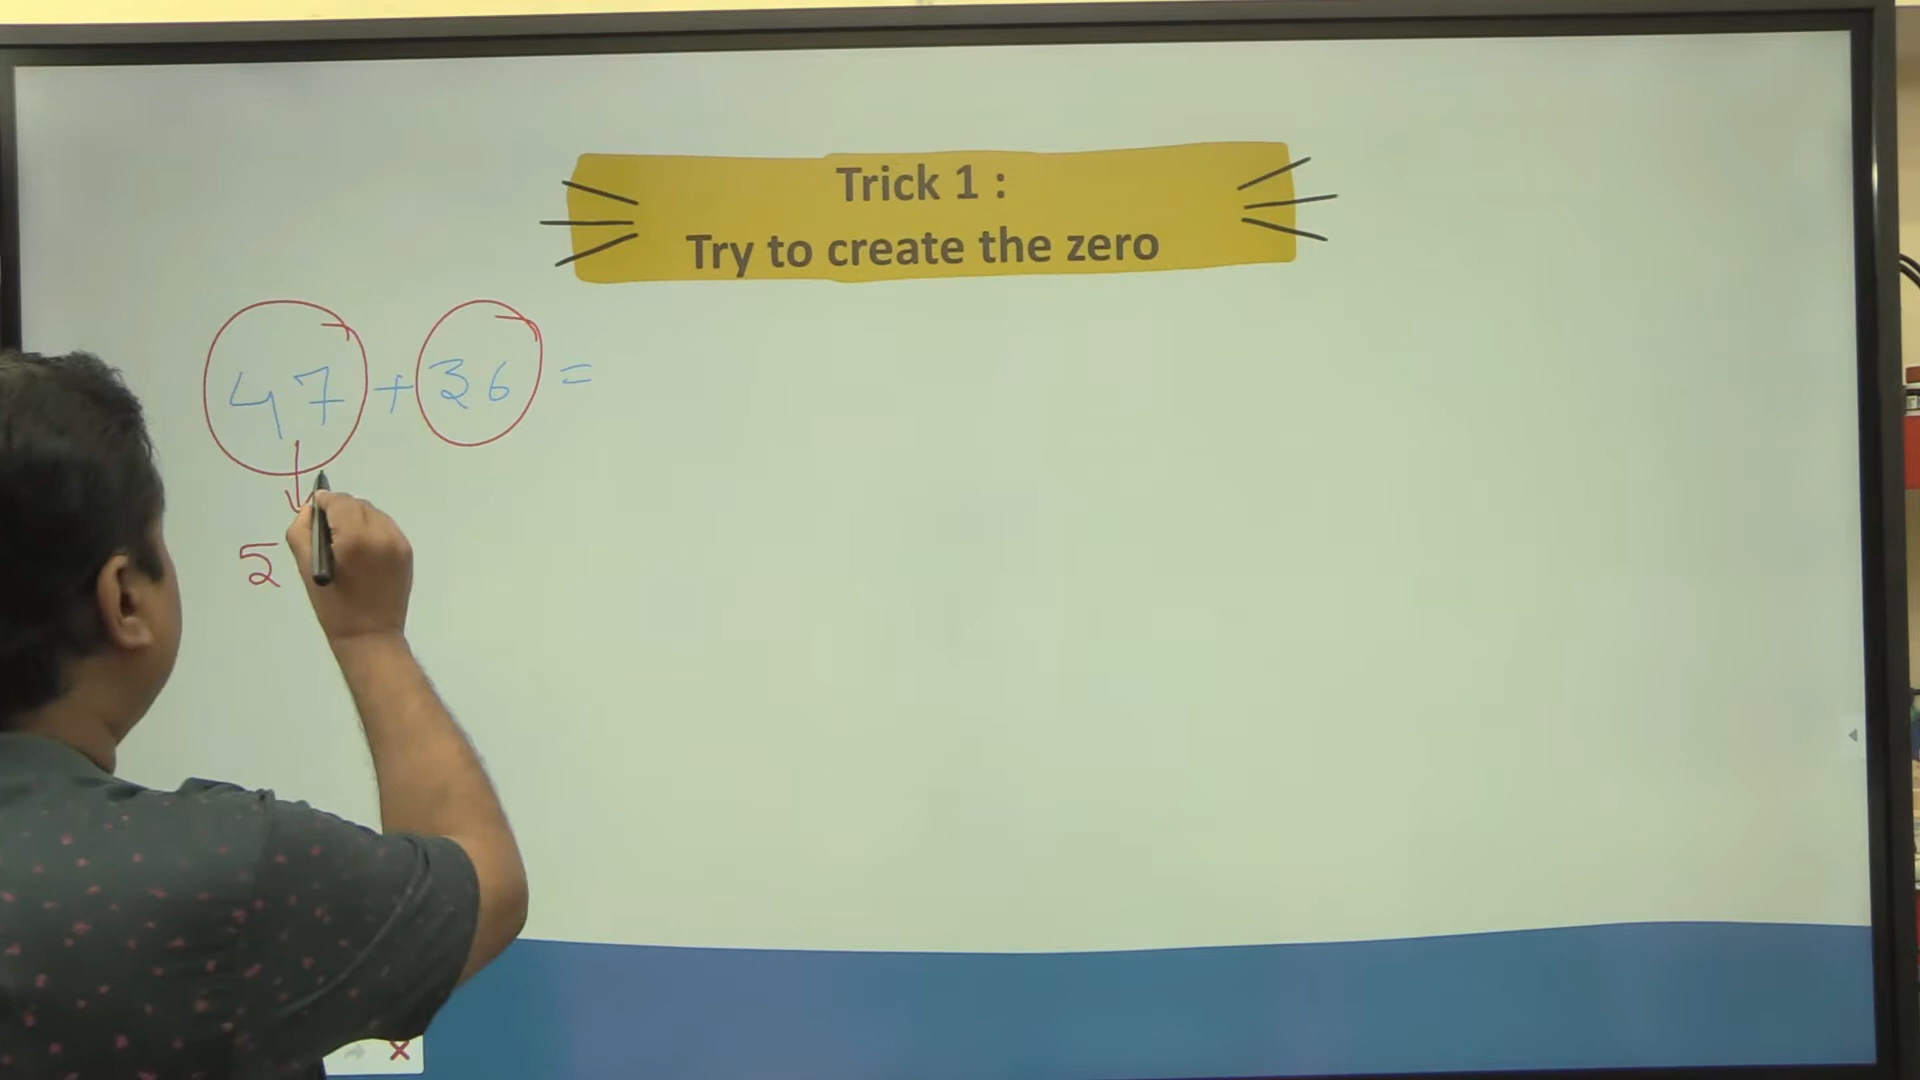 Trick 1 :
Try to create the zero
47 + 36 =
5